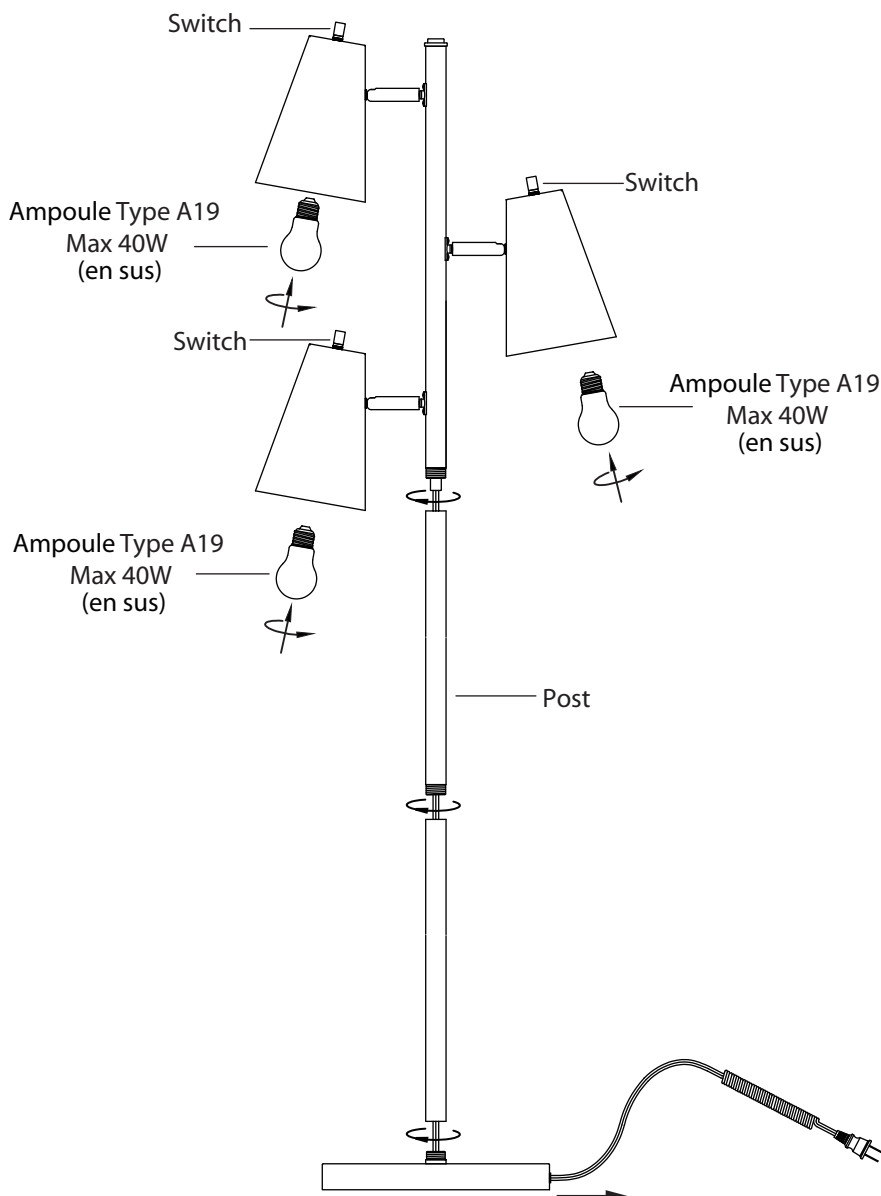 Switch
Switch
Ampoule Type A19
Max 40W
(en sus)
Switch
Ampoule Type A19
Max 40W
(en sus)
Ampoule Type A19
Max 40W
(en sus)
Post